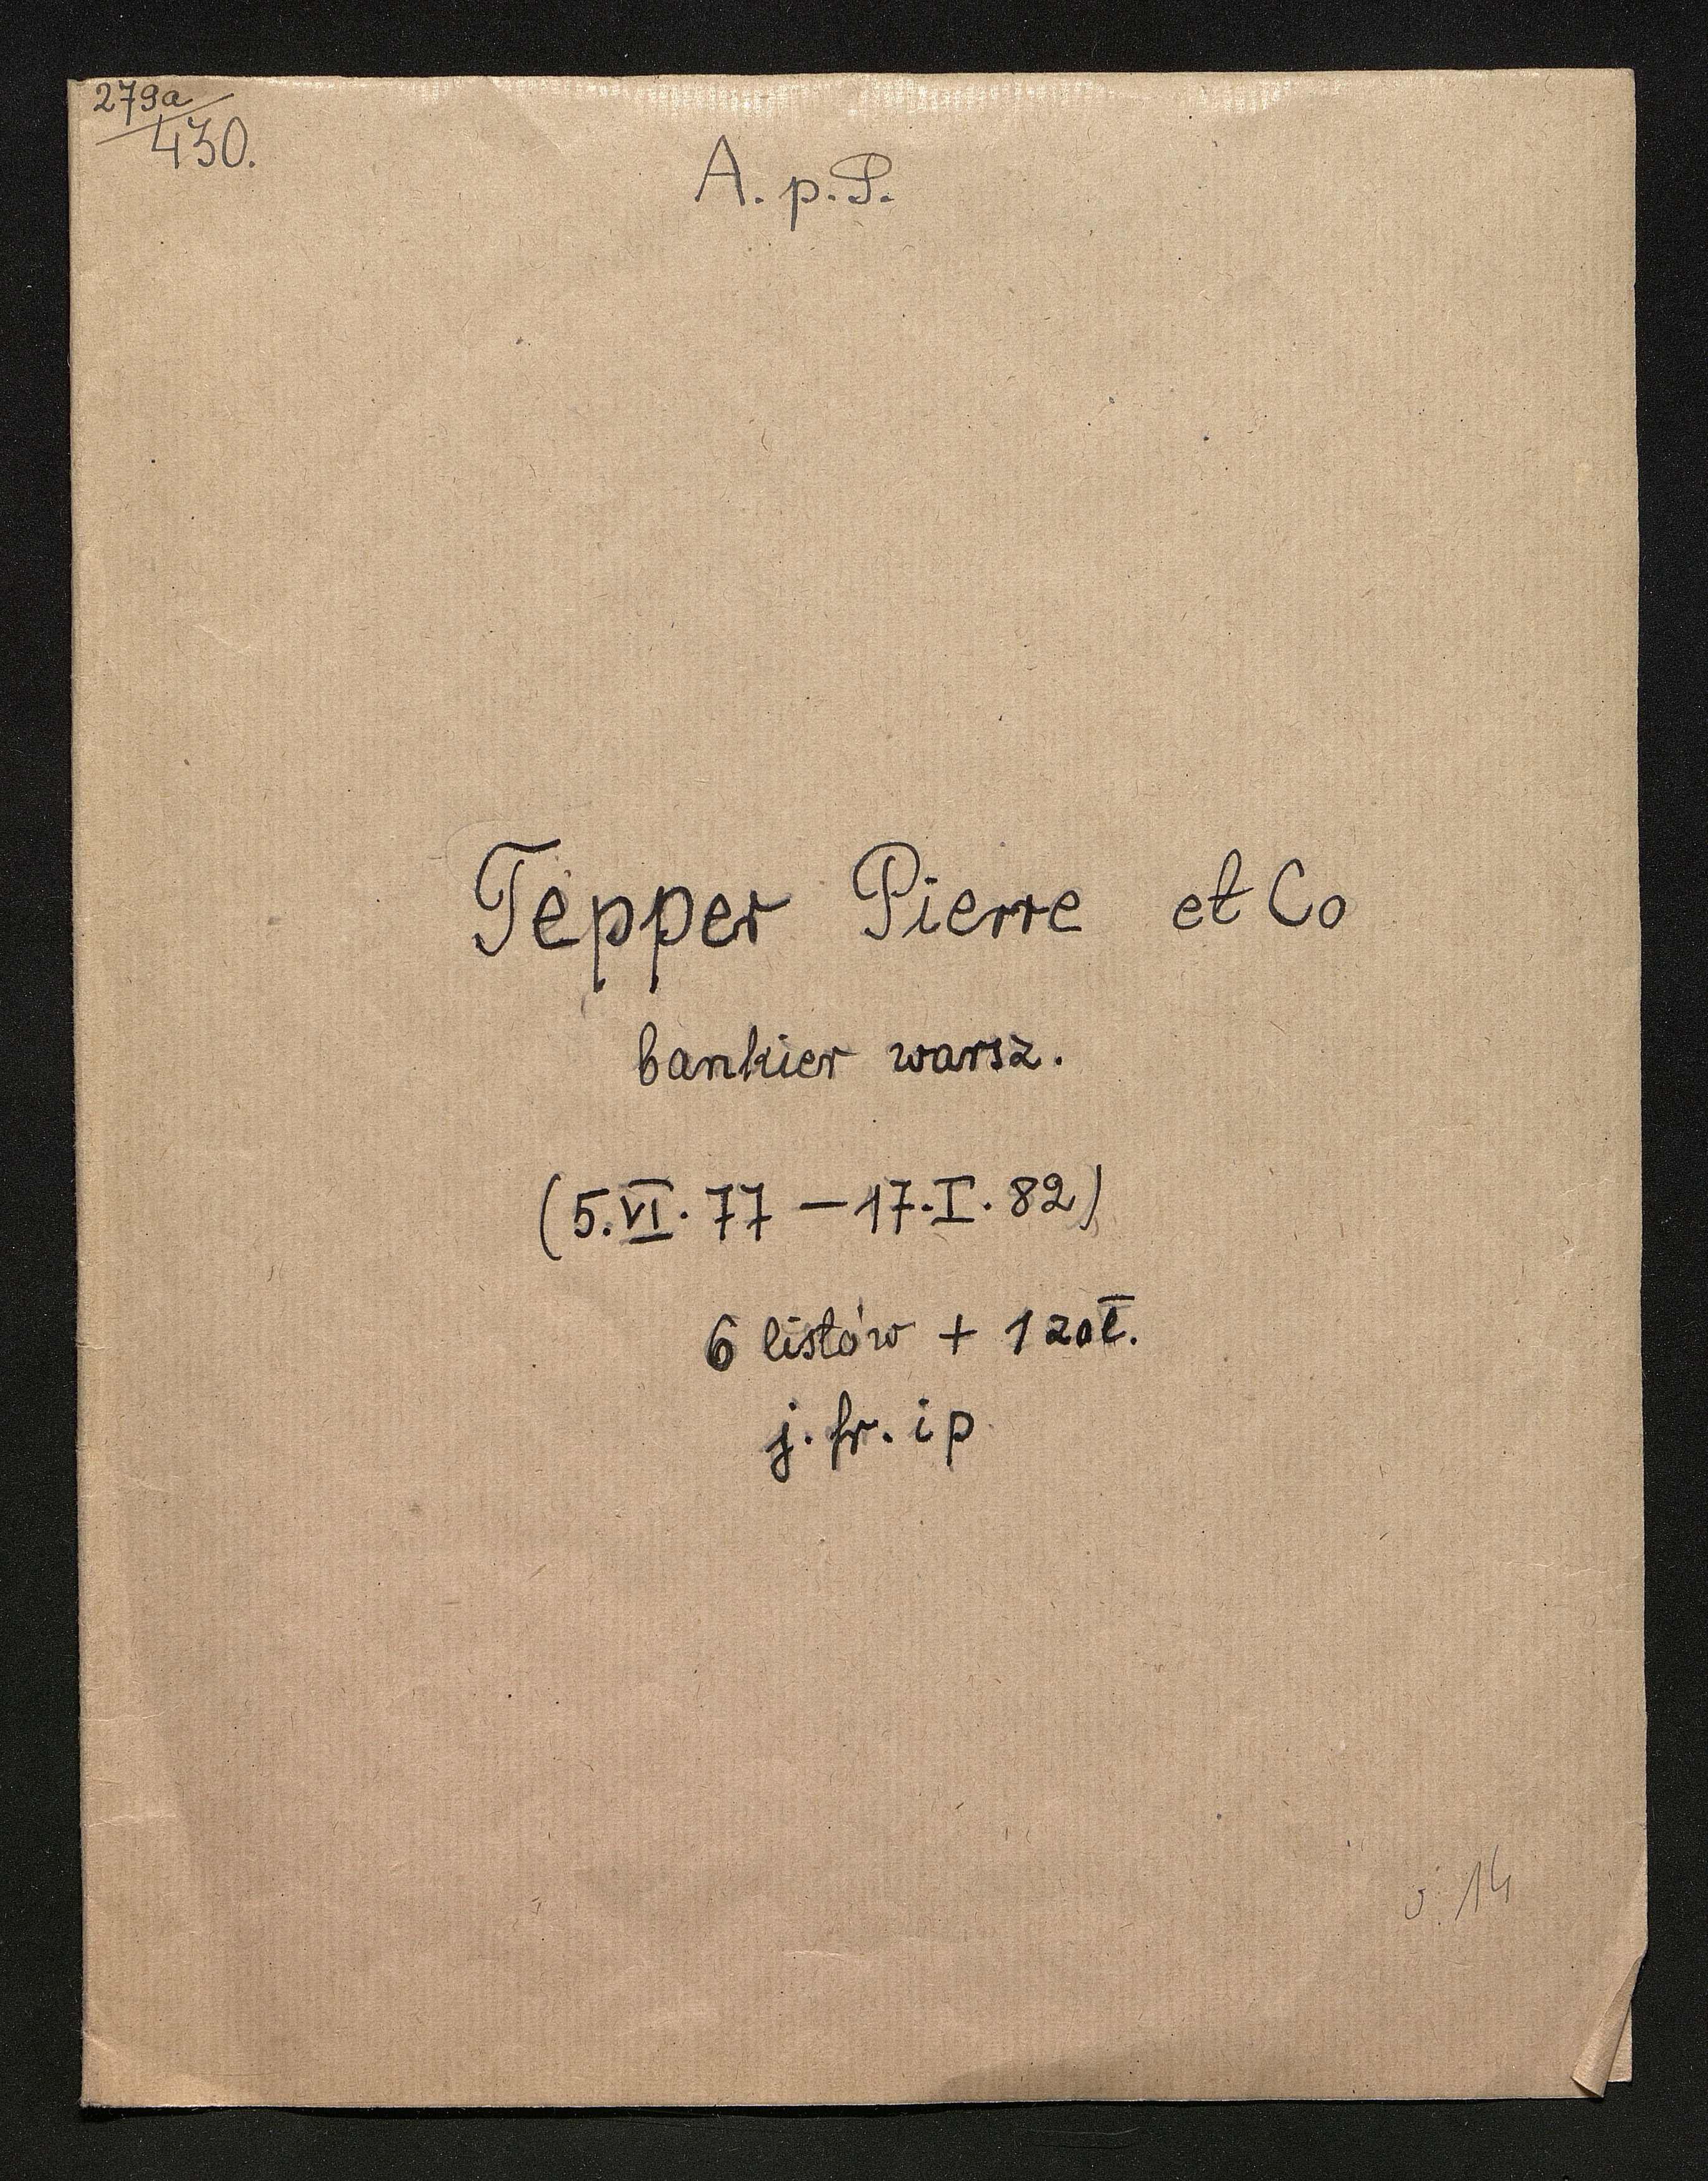 279a
430.
A. p. P.
Tepper Pierre et Co
bankier warsz.
(5.VI.77 — 17.I.82)
6 listów + 1 zał.
j. fr. i p
s. 14